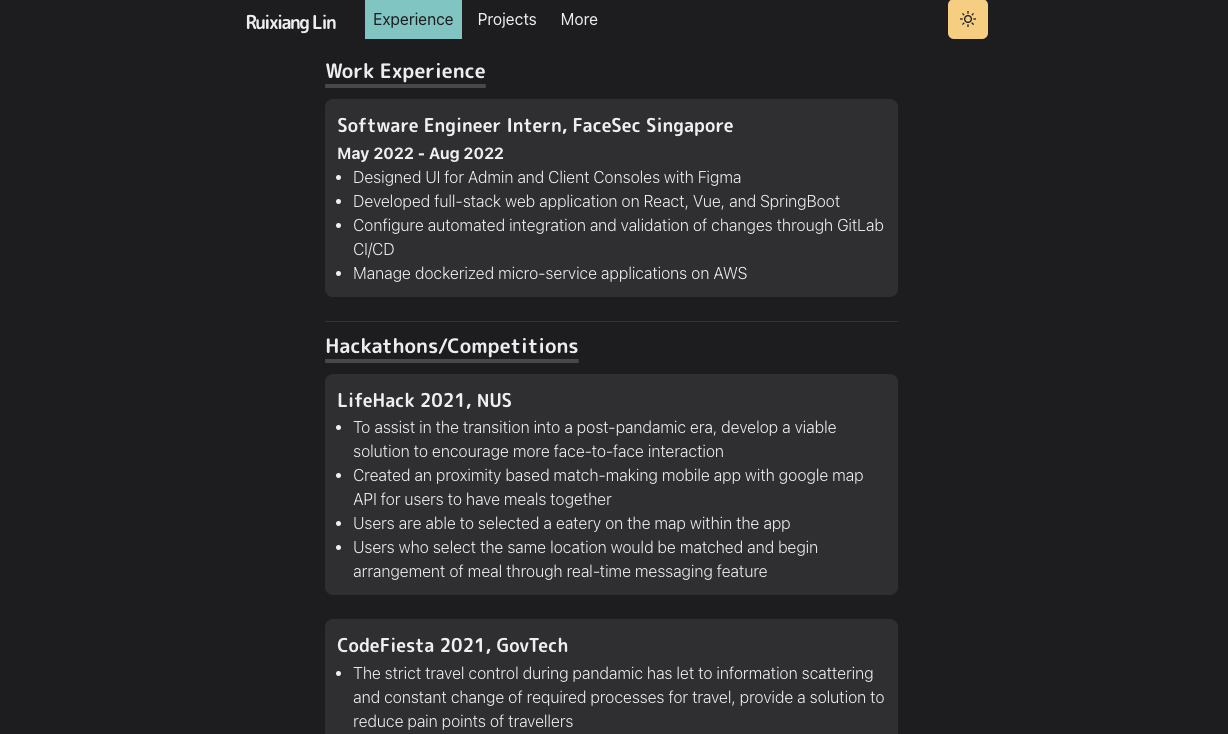 Ruixiang Lin Experience Projects More
Work Experience
Software Engineer Intern, FaceSec Singapore
May 2022 - Aug 2022
• Designed UI for Admin and Client Consoles with Figma
• Developed full-stack web application on React, Vue, and SpringBoot
• Configure automated integration and validation of changes through GitLab
CI/CD
• Manage dockerized micro-service applications on AWS
Hackathons/Competitions
LifeHack 2021, NUS
• To assist in the transition into a post-pandamic era, develop a viable
solution to encourage more face-to-face interaction
• Created an proximity based match-making mobile app with google map
API for users to have meals together
• Users are able to selected a eatery on the map within the app
• Users who select the same location would be matched and begin
arrangement of meal through real-time messaging feature
CodeFiesta 2021, GovTech
• The strict travel control during pandamic has let to information scattering
and constant change of required processes for travel, provide a solution to
reduce pain points of travellers